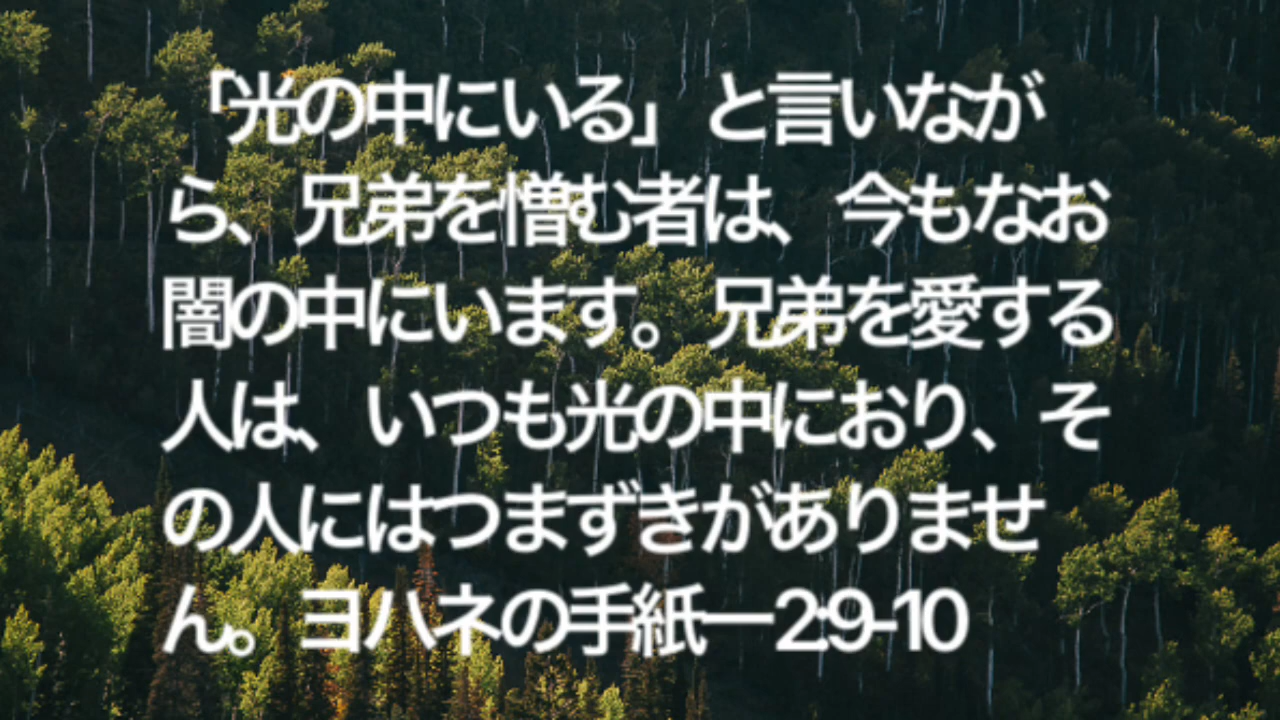 「光の中にいる」と言いなが
ら、兄弟を憎む者は、今もなお
闇の中にいます。兄弟を愛する
人は、いつも光の中におり、そ
の人にはつまずきがありませ
ん。ヨハネの手紙一 2:9-10